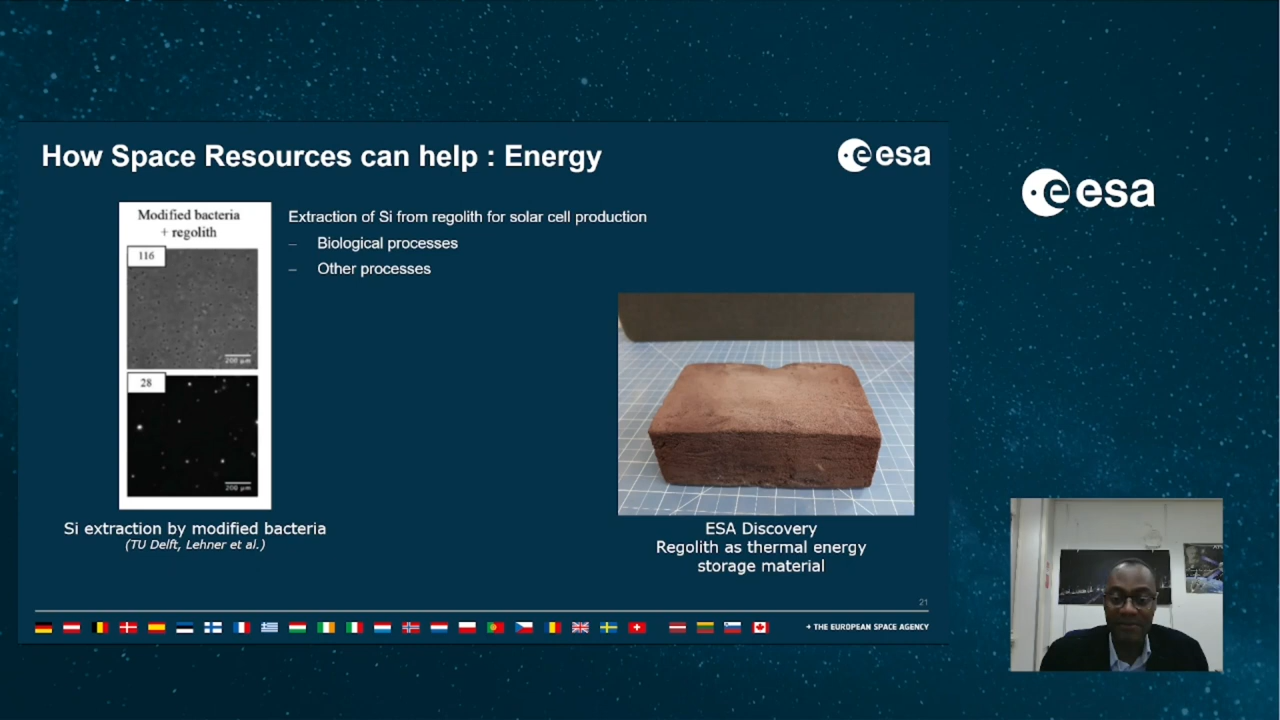 How Space Resources can help : Energy
esa
esa
Modified bacteria
+ regolith
116
200 µm
28
200 µm
Extraction of Si from regolith for solar cell production
– Biological processes
– Other processes
Si extraction by modified bacteria
(TU Delft, Lehner et al.)
ESA Discovery
Regolith as thermal energy
storage material
21
→ THE EUROPEAN SPACE AGENCY